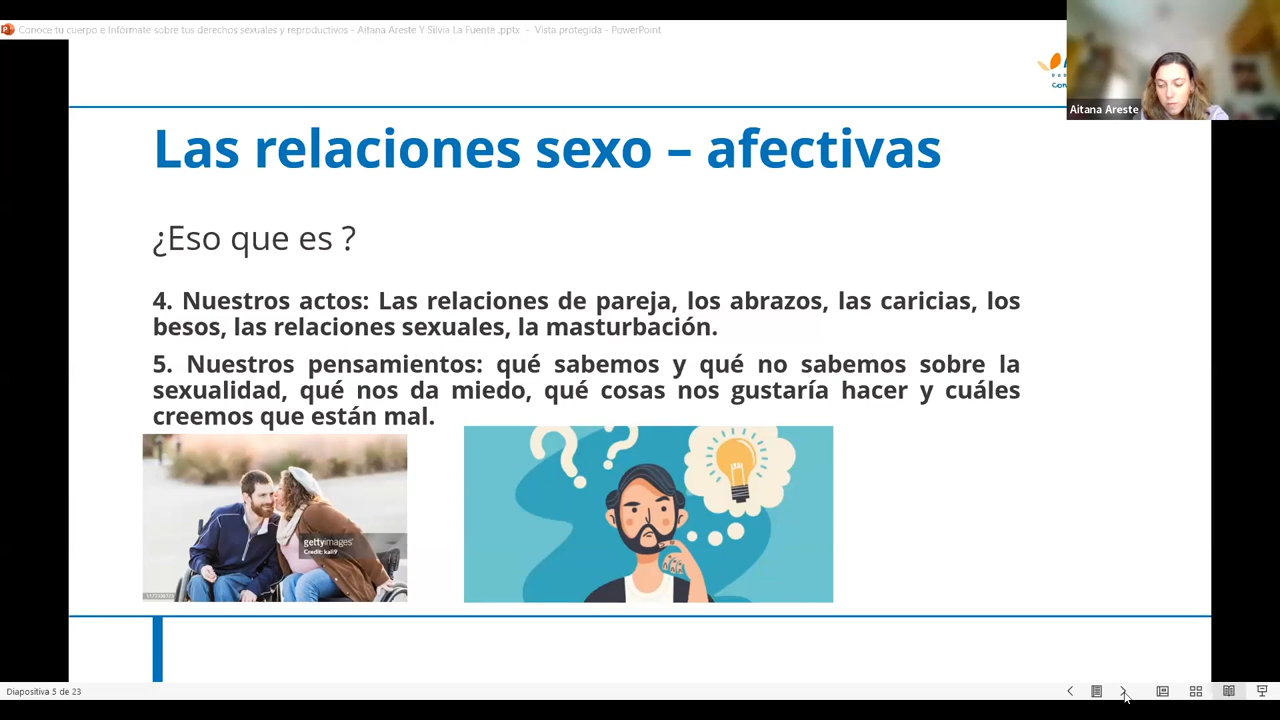 Conoce tu cuerpo e Infórmate sobre tus derechos sexuales y reproductivos - Aitana Areste Y Silvia La Fuente .pptx - Vista protegida - PowerPoint
Aitana Areste
Las relaciones sexo – afectivas
¿Eso que es ?
4. Nuestros actos: Las relaciones de pareja, los abrazos, las caricias, los
besos, las relaciones sexuales, la masturbación.
5. Nuestros pensamientos: qué sabemos y qué no sabemos sobre la
sexualidad, qué nos da miedo, qué cosas nos gustaría hacer y cuáles
creemos que están mal.
gettyimages
Credit: kali9
Diapositiva 5 de 23